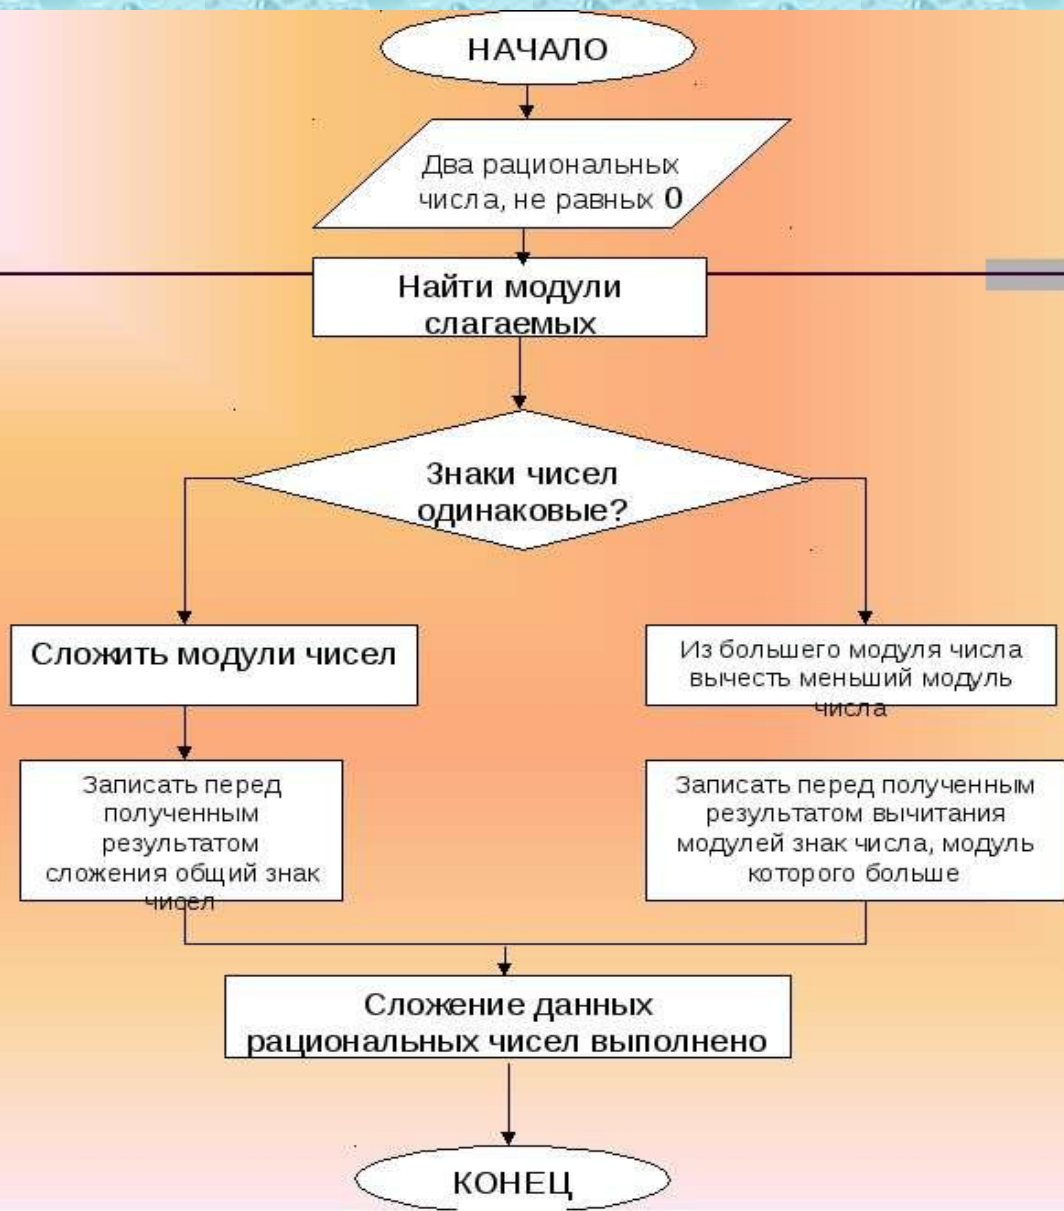 НАЧАЛО
Два рациональных
числа, не равных 0
Найти модули
слагаемых
Знаки чисел
одинаковые?
Сложить модули чисел
Из большего модуля числа
вычесть меньший модуль
числа
Записать перед
полученным
результатом
сложения общий знак
чисел
Записать перед полученным
результатом вычитания
модулей знак числа, модуль
которого больше
Сложение данных
рациональных чисел выполнено
КОНЕЦ